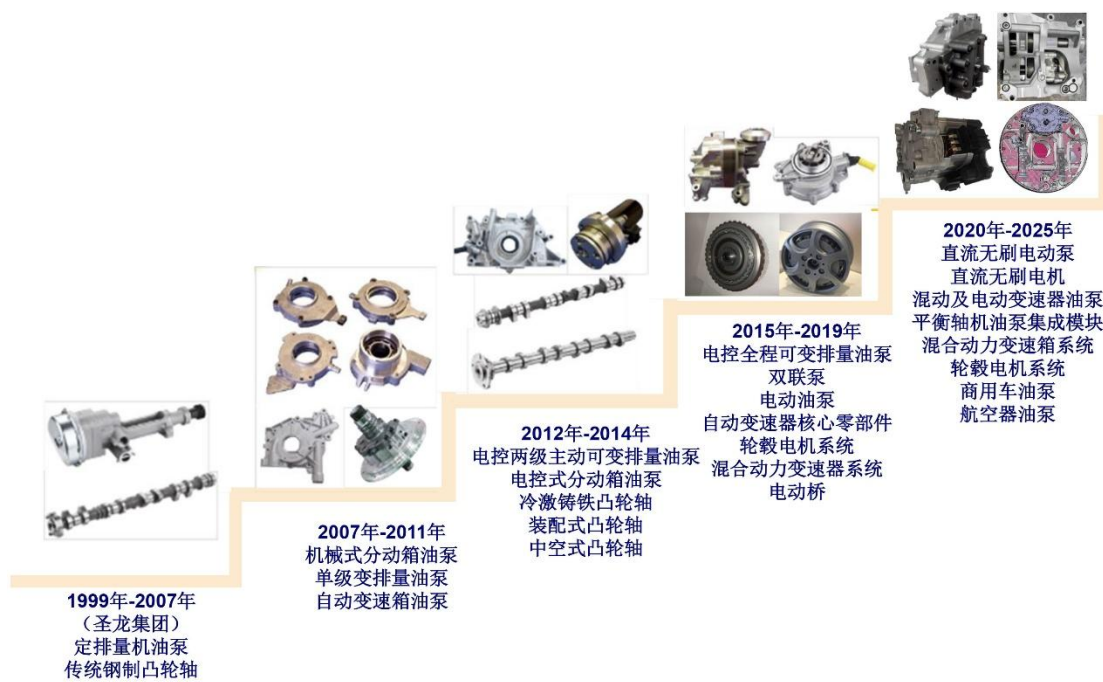 1999年-2007年
（圣龙集团）
定排量机油泵
传统钢制凸轮轴
2007年-2011年
机械式分动箱油泵
单级变排量油泵
自动变速箱油泵
2012年-2014年
电控两级主动可变排量油泵
电控式分动箱油泵
冷激铸铁凸轮轴
装配式凸轮轴
中空式凸轮轴
2015年-2019年
电控全程可变排量油泵
双联泵
电动油泵
自动变速器核心零部件
轮毂电机系统
混合动力变速器系统
电动桥
2020年-2025年
直流无刷电动泵
直流无刷电机
混动及电动变速器油泵
平衡轴机油泵集成模块
混合动力变速箱系统
轮毂电机系统
商用车油泵
航空器油泵